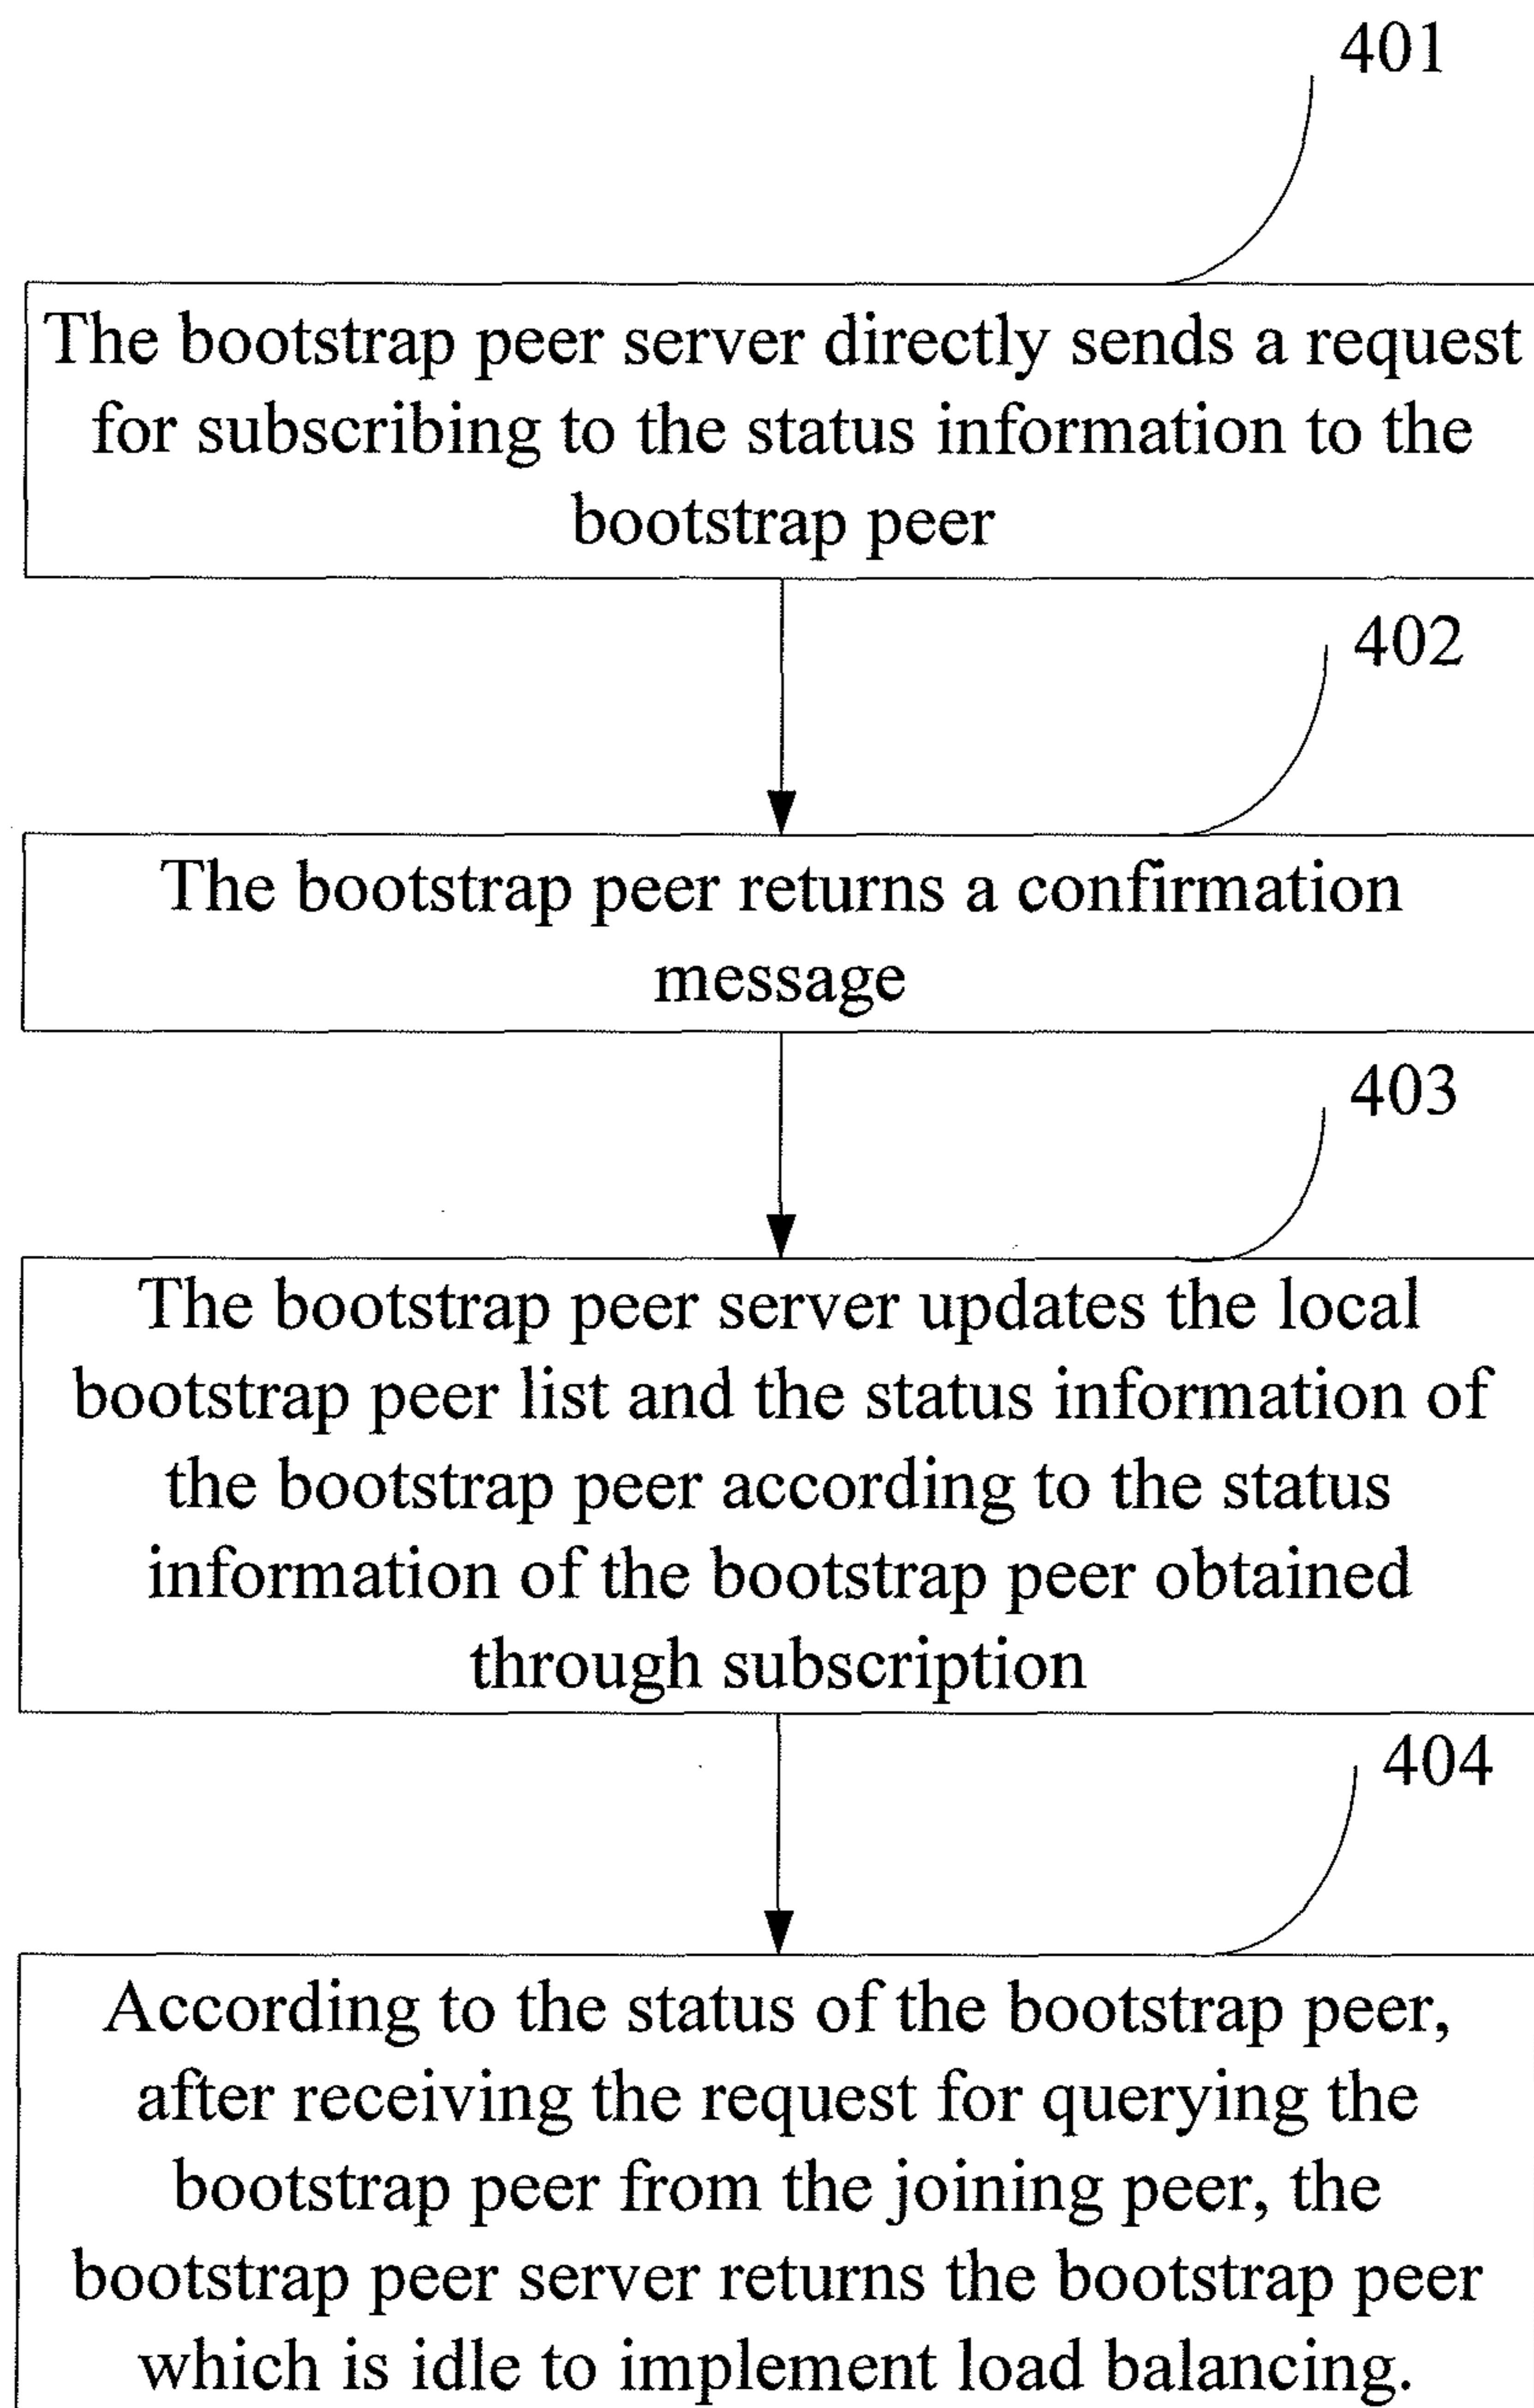 401
The bootstrap peer server directly sends a request
for subscribing to the status information to the
bootstrap peer
402
The bootstrap peer returns a confirmation
message
403
The bootstrap peer server updates the local
bootstrap peer list and the status information of
the bootstrap peer according to the status
information of the bootstrap peer obtained
through subscription
404
According to the status of the bootstrap peer,
after receiving the request for querying the
bootstrap peer from the joining peer, the
bootstrap peer server returns the bootstrap peer
which is idle to implement load balancing.